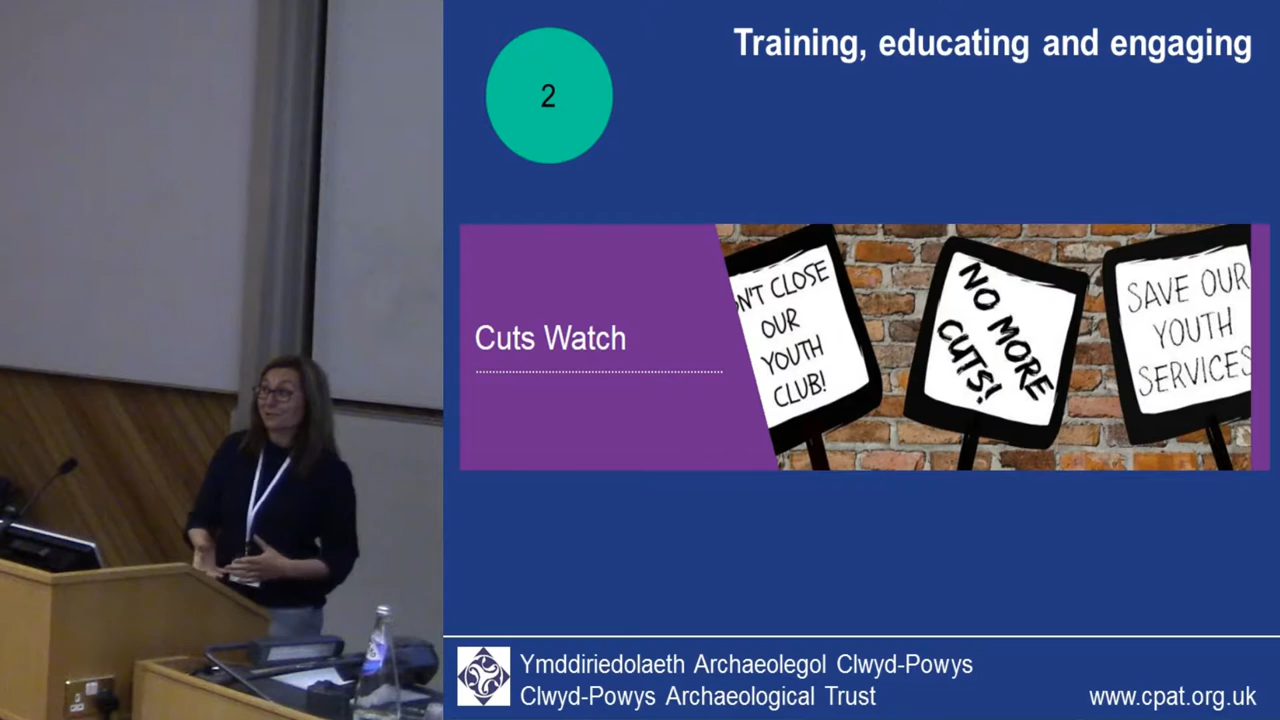 Training, educating and engaging
2
Cuts Watch
N'T CLOSE
OUR
YOUTH
CLUB!
NO MORE
CUTS!
SAVE OUR
YOUTH
SERVICES
Ymddiriedolaeth Archaeolegol Clwyd-Powys
Clwyd-Powys Archaeological Trust
www.cpat.org.uk